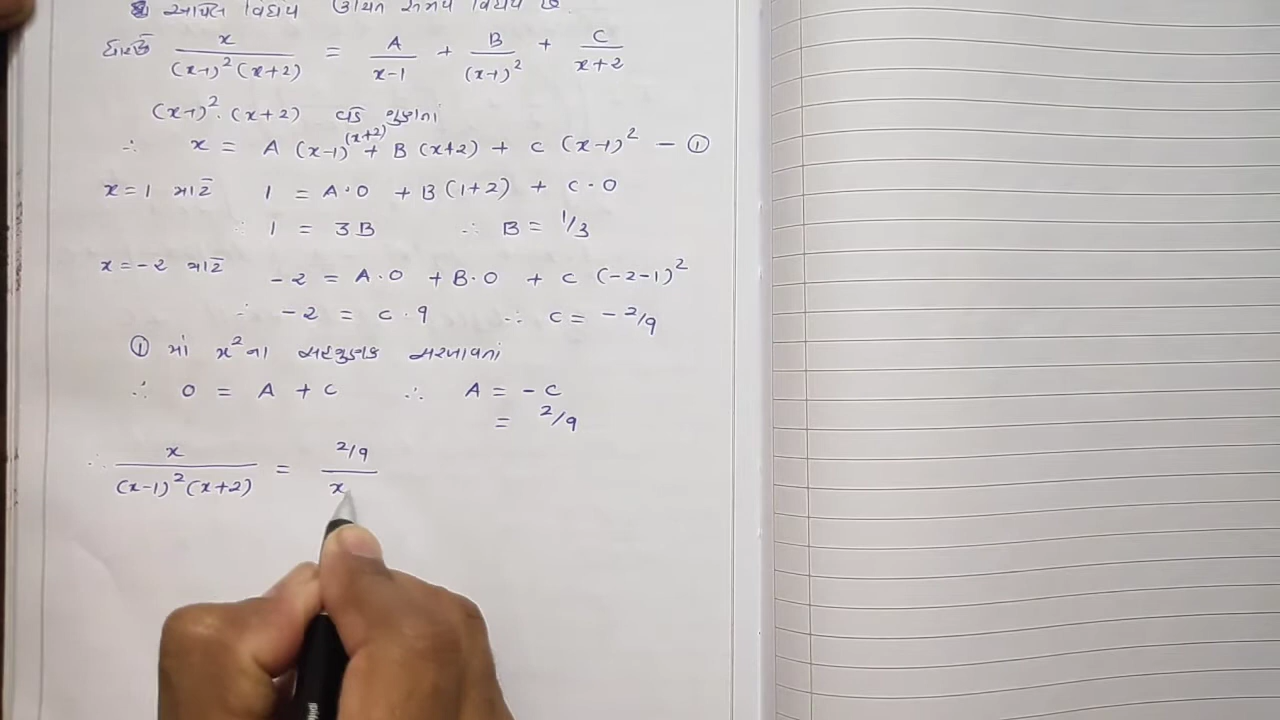 આપેલ વિધેય ઉચિત સંમેય વિધેય છે.
ધારોકે x/((x-1)²(x+2)) = A/(x-1) + B/(x-1)² + C/(x+2)
(x-1)²·(x+2) વડે ગુણતાં
∴ x = A (x-1)(x+2) + B (x+2) + C (x-1)² — ①
x = 1 માટે 1 = A·0 + B(1+2) + C·0
∴ 1 = 3B ∴ B = 1/3
x = -2 માટે -2 = A·0 + B·0 + C (-2-1)²
∴ -2 = C·9 ∴ C = -2/9
① માં x² ના સહગુણક સરખાવતાં
∴ 0 = A + C ∴ A = -C
= 2/9
∴ x/((x-1)²(x+2)) = 2/9 / x